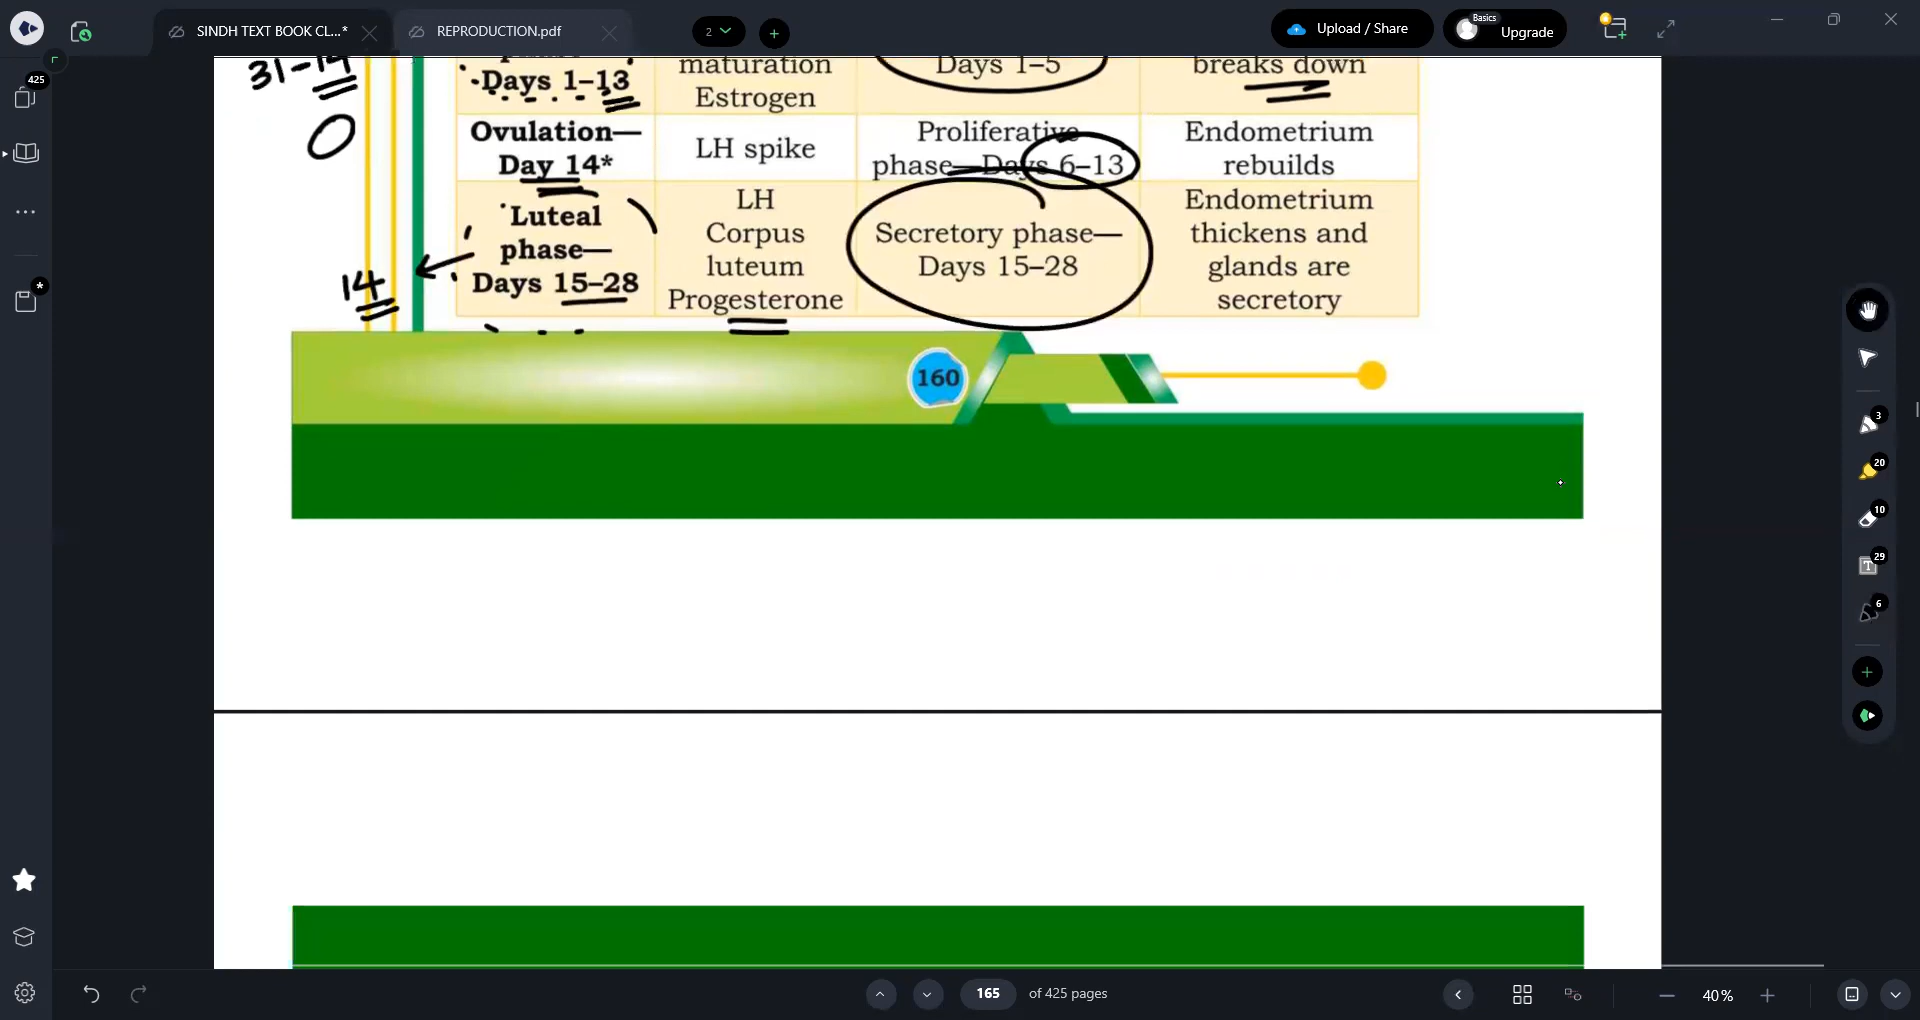 SINDH TEXT BOOK CL...*
REPRODUCTION.pdf
2
Upload / Share
Basics
Upgrade
425
31-14
0
14
Days 1–13
maturation
Estrogen
Days 1–5
breaks down
Ovulation—
Day 14*
LH spike
Proliferative
phase—Days 6–13
Endometrium
rebuilds
Luteal
phase—
Days 15–28
LH
Corpus
luteum
Progesterone
Secretory phase—
Days 15–28
Endometrium
thickens and
glands are
secretory
160
3
20
10
T
29
6
165
of 425 pages
40%